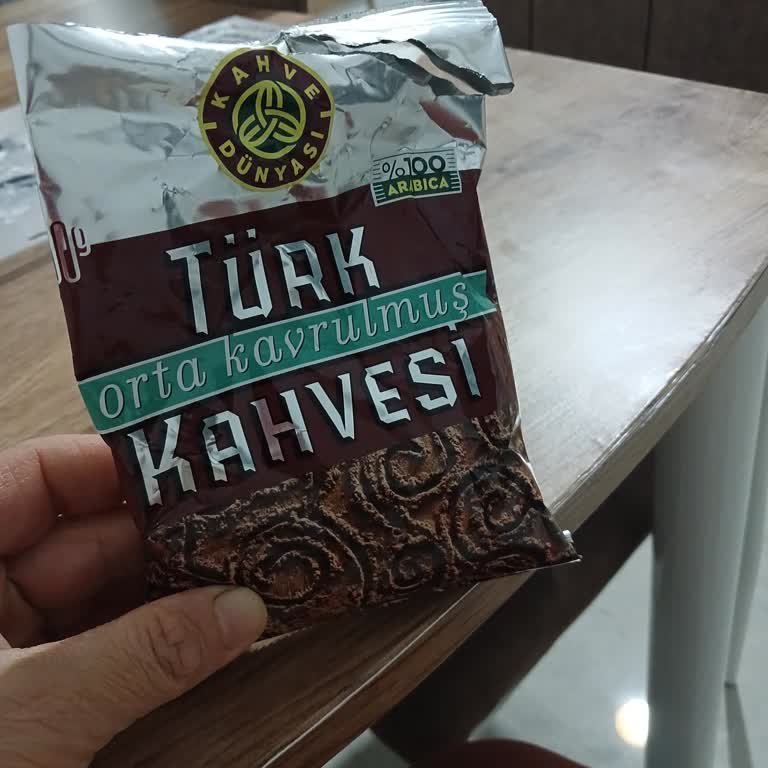 KAHVE
DÜNYASI
%100
ARABICA
TÜRK
orta kavrulmuş
KAHVESİ